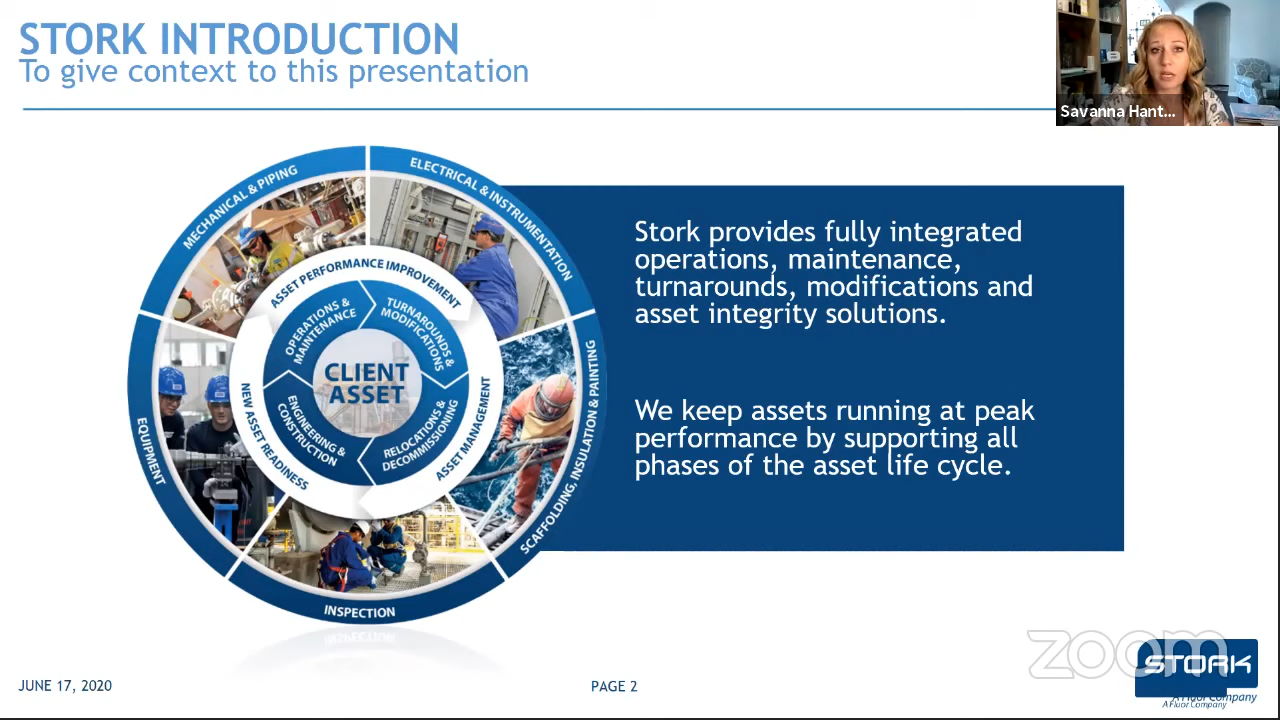 STORK INTRODUCTION
To give context to this presentation
Savanna Hant...
MECHANICAL & PIPING
ELECTRICAL & INSTRUMENTATION
SCAFFOLDING, INSULATION & PAINTING
INSPECTION
EQUIPMENT
ASSET PERFORMANCE IMPROVEMENT
ASSET MANAGEMENT
NEW ASSET READINESS
OPERATIONS &
MAINTENANCE
TURNAROUNDS &
MODIFICATIONS
RELOCATIONS &
DECOMMISSIONING
ENGINEERING &
CONSTRUCTION
CLIENT
ASSET
Stork provides fully integrated
operations, maintenance,
turnarounds, modifications and
asset integrity solutions.
We keep assets running at peak
performance by supporting all
phases of the asset life cycle.
zoom
STORK
A Fluor Company
A Fluor Company
JUNE 17, 2020
PAGE 2